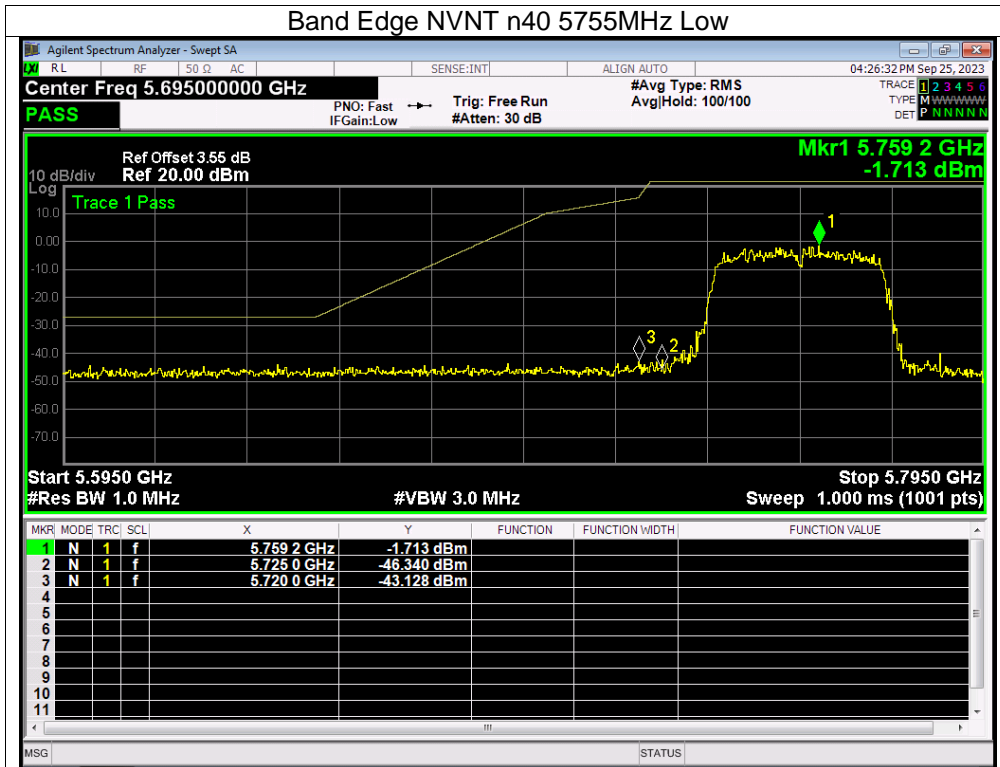 Band Edge NVNT n40 5755MHz Low
Agilent Spectrum Analyzer - Swept SA
RL RF 50 Ω AC SENSE:INT ALIGN AUTO 04:26:32 PM Sep 25, 2023
Center Freq 5.695000000 GHz #Avg Type: RMS TRACE 1 2 3 4 5 6
PASS PNO: Fast Trig: Free Run Avg|Hold: 100/100 TYPE M WWWWW
IFGain:Low #Atten: 30 dB DET P N N N N N
Mkr1 5.759 2 GHz
-1.713 dBm
Ref Offset 3.55 dB
10 dB/div Ref 20.00 dBm
Log
Trace 1 Pass
10.0
0.00
-10.0
-20.0
-30.0
-40.0
-50.0
-60.0
-70.0
1
3
2
Start 5.5950 GHz Stop 5.7950 GHz
#Res BW 1.0 MHz #VBW 3.0 MHz Sweep 1.000 ms (1001 pts)
MKR MODE TRC SCL X Y FUNCTION FUNCTION WIDTH FUNCTION VALUE
1 N 1 f 5.759 2 GHz -1.713 dBm
2 N 1 f 5.725 0 GHz -46.340 dBm
3 N 1 f 5.720 0 GHz -43.128 dBm
4
5
6
7
8
9
10
11
MSG STATUS